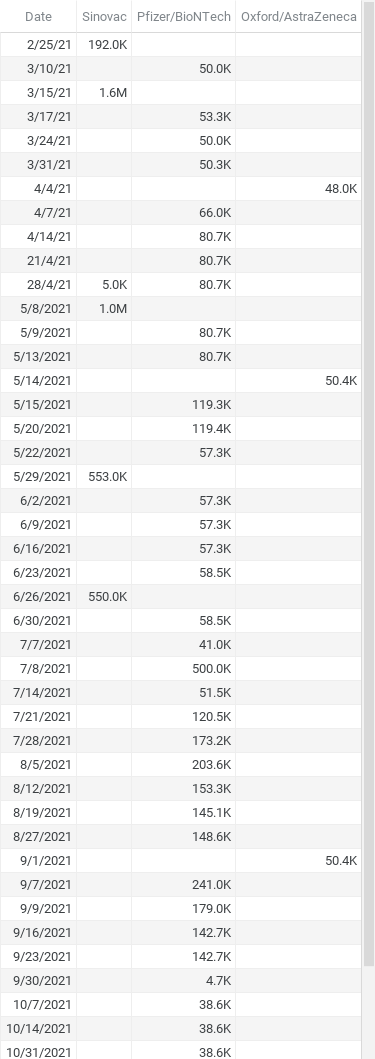 Date Sinovac Pfizer/BioNTech Oxford/AstraZeneca
2/25/21 192.0K
3/10/21 50.0K
3/15/21 1.6M
3/17/21 53.3K
3/24/21 50.0K
3/31/21 50.3K
4/4/21 48.0K
4/7/21 66.0K
4/14/21 80.7K
21/4/21 80.7K
28/4/21 5.0K 80.7K
5/8/2021 1.0M
5/9/2021 80.7K
5/13/2021 80.7K
5/14/2021 50.4K
5/15/2021 119.3K
5/20/2021 119.4K
5/22/2021 57.3K
5/29/2021 553.0K
6/2/2021 57.3K
6/9/2021 57.3K
6/16/2021 57.3K
6/23/2021 58.5K
6/26/2021 550.0K
6/30/2021 58.5K
7/7/2021 41.0K
7/8/2021 500.0K
7/14/2021 51.5K
7/21/2021 120.5K
7/28/2021 173.2K
8/5/2021 203.6K
8/12/2021 153.3K
8/19/2021 145.1K
8/27/2021 148.6K
9/1/2021 50.4K
9/7/2021 241.0K
9/9/2021 179.0K
9/16/2021 142.7K
9/23/2021 142.7K
9/30/2021 4.7K
10/7/2021 38.6K
10/14/2021 38.6K
10/31/2021 38.6K